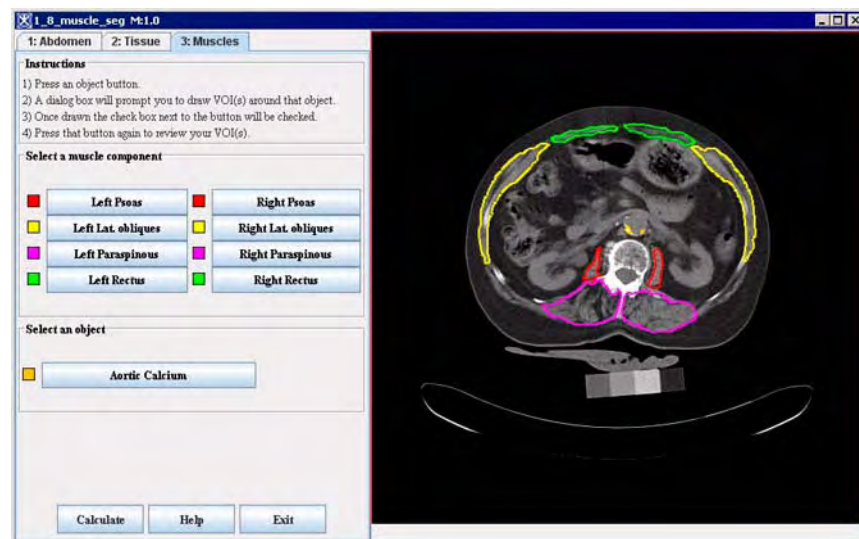 1_8_muscle_seg M:1.0
1: Abdomen 2: Tissue 3: Muscles
Instructions
1) Press an object button.
2) A dialog box will prompt you to draw VOI(s) around that object.
3) Once drawn the check box next to the button will be checked.
4) Press that button again to review your VOI(s).
Select a muscle component
Left Psoas Right Psoas
Left Lat. obliques Right Lat. obliques
Left Paraspinous Right Paraspinous
Left Rectus Right Rectus
Select an object
Aortic Calcium
Calculate Help Exit